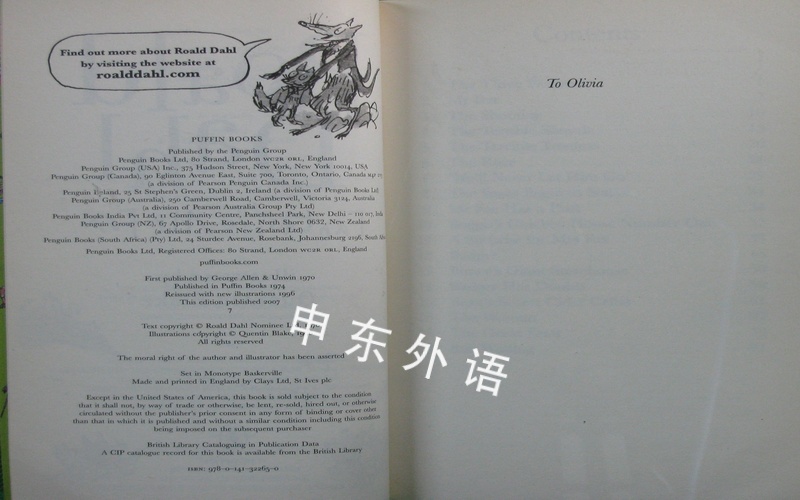 Find out more about Roald Dahl
by visiting the website at
roalddahl.com
PUFFIN BOOKS
Published by the Penguin Group
Penguin Books Ltd, 80 Strand, London WC2R 0RL, England
Penguin Group (USA) Inc., 375 Hudson Street, New York, New York 10014, USA
Penguin Group (Canada), 90 Eglinton Avenue East, Suite 700, Toronto, Ontario, Canada
(a division of Pearson Penguin Canada Inc.)
Penguin Ireland, 25 St Stephen's Green, Dublin 2, Ireland (a division of Penguin Books Ltd)
Penguin Group (Australia), 250 Camberwell Road, Camberwell, Victoria 3124, Australia
(a division of Pearson Australia Group Pty Ltd)
Penguin Books India Pvt Ltd, 11 Community Centre, Panchsheel Park, New Delhi – 110 017, India
Penguin Group (NZ), 67 Apollo Drive, Rosedale, North Shore 0632, New Zealand
(a division of Pearson New Zealand Ltd)
Penguin Books (South Africa) (Pty) Ltd, 24 Sturdee Avenue, Rosebank, Johannesburg 2196, South Afri
Penguin Books Ltd, Registered Offices: 80 Strand, London WC2R 0RL, England
puffinbooks.com
First published by George Allen & Unwin 1970
Published in Puffin Books 1974
Reissued with new illustrations 1996
This edition published 2007
7
Text copyright © Roald Dahl Nominee
Illustrations copyright © Quentin Blake,
All rights reserved
The moral right of the author and illustrator has been asserted
Set in Monotype Baskerville
Made and printed in England by Clays Ltd, St Ives plc
Except in the United States of America, this book is sold subject to the condition
that it shall not, by way of trade or otherwise, be lent, re-sold, hired out, or otherwise
circulated without the publisher's prior consent in any form of binding or cover other
than that in which it is published and without a similar condition including this condition
being imposed on the subsequent purchaser
British Library Cataloguing in Publication Data
A CIP catalogue record for this book is available from the British Library
ISBN: 978-0-141-32265-0
To Olivia
申东外语